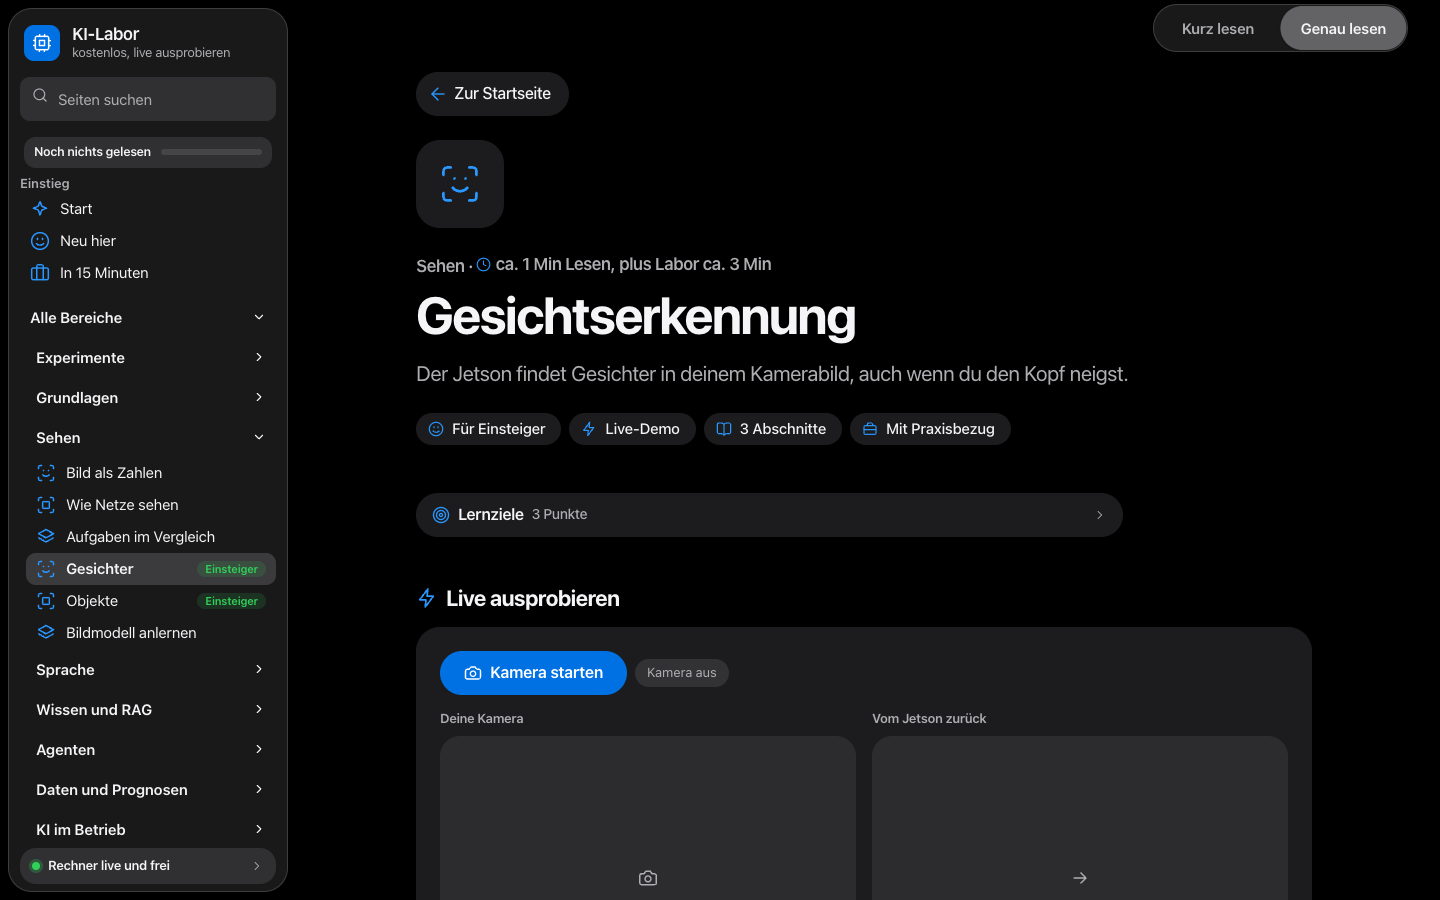 KI-Labor
kostenlos, live ausprobieren
Seiten suchen
Noch nichts gelesen
Einstieg
Start
Neu hier
In 15 Minuten
Alle Bereiche
Experimente
Grundlagen
Sehen
Bild als Zahlen
Wie Netze sehen
Aufgaben im Vergleich
Gesichter Einsteiger
Objekte Einsteiger
Bildmodell anlernen
Sprache
Wissen und RAG
Agenten
Daten und Prognosen
KI im Betrieb
Rechner live und frei
Kurz lesen Genau lesen
Zur Startseite
Sehen · ca. 1 Min Lesen, plus Labor ca. 3 Min
Gesichtserkennung
Der Jetson findet Gesichter in deinem Kamerabild, auch wenn du den Kopf neigst.
Für Einsteiger Live-Demo 3 Abschnitte Mit Praxisbezug
Lernziele 3 Punkte
Live ausprobieren
Kamera starten Kamera aus
Deine Kamera Vom Jetson zurück